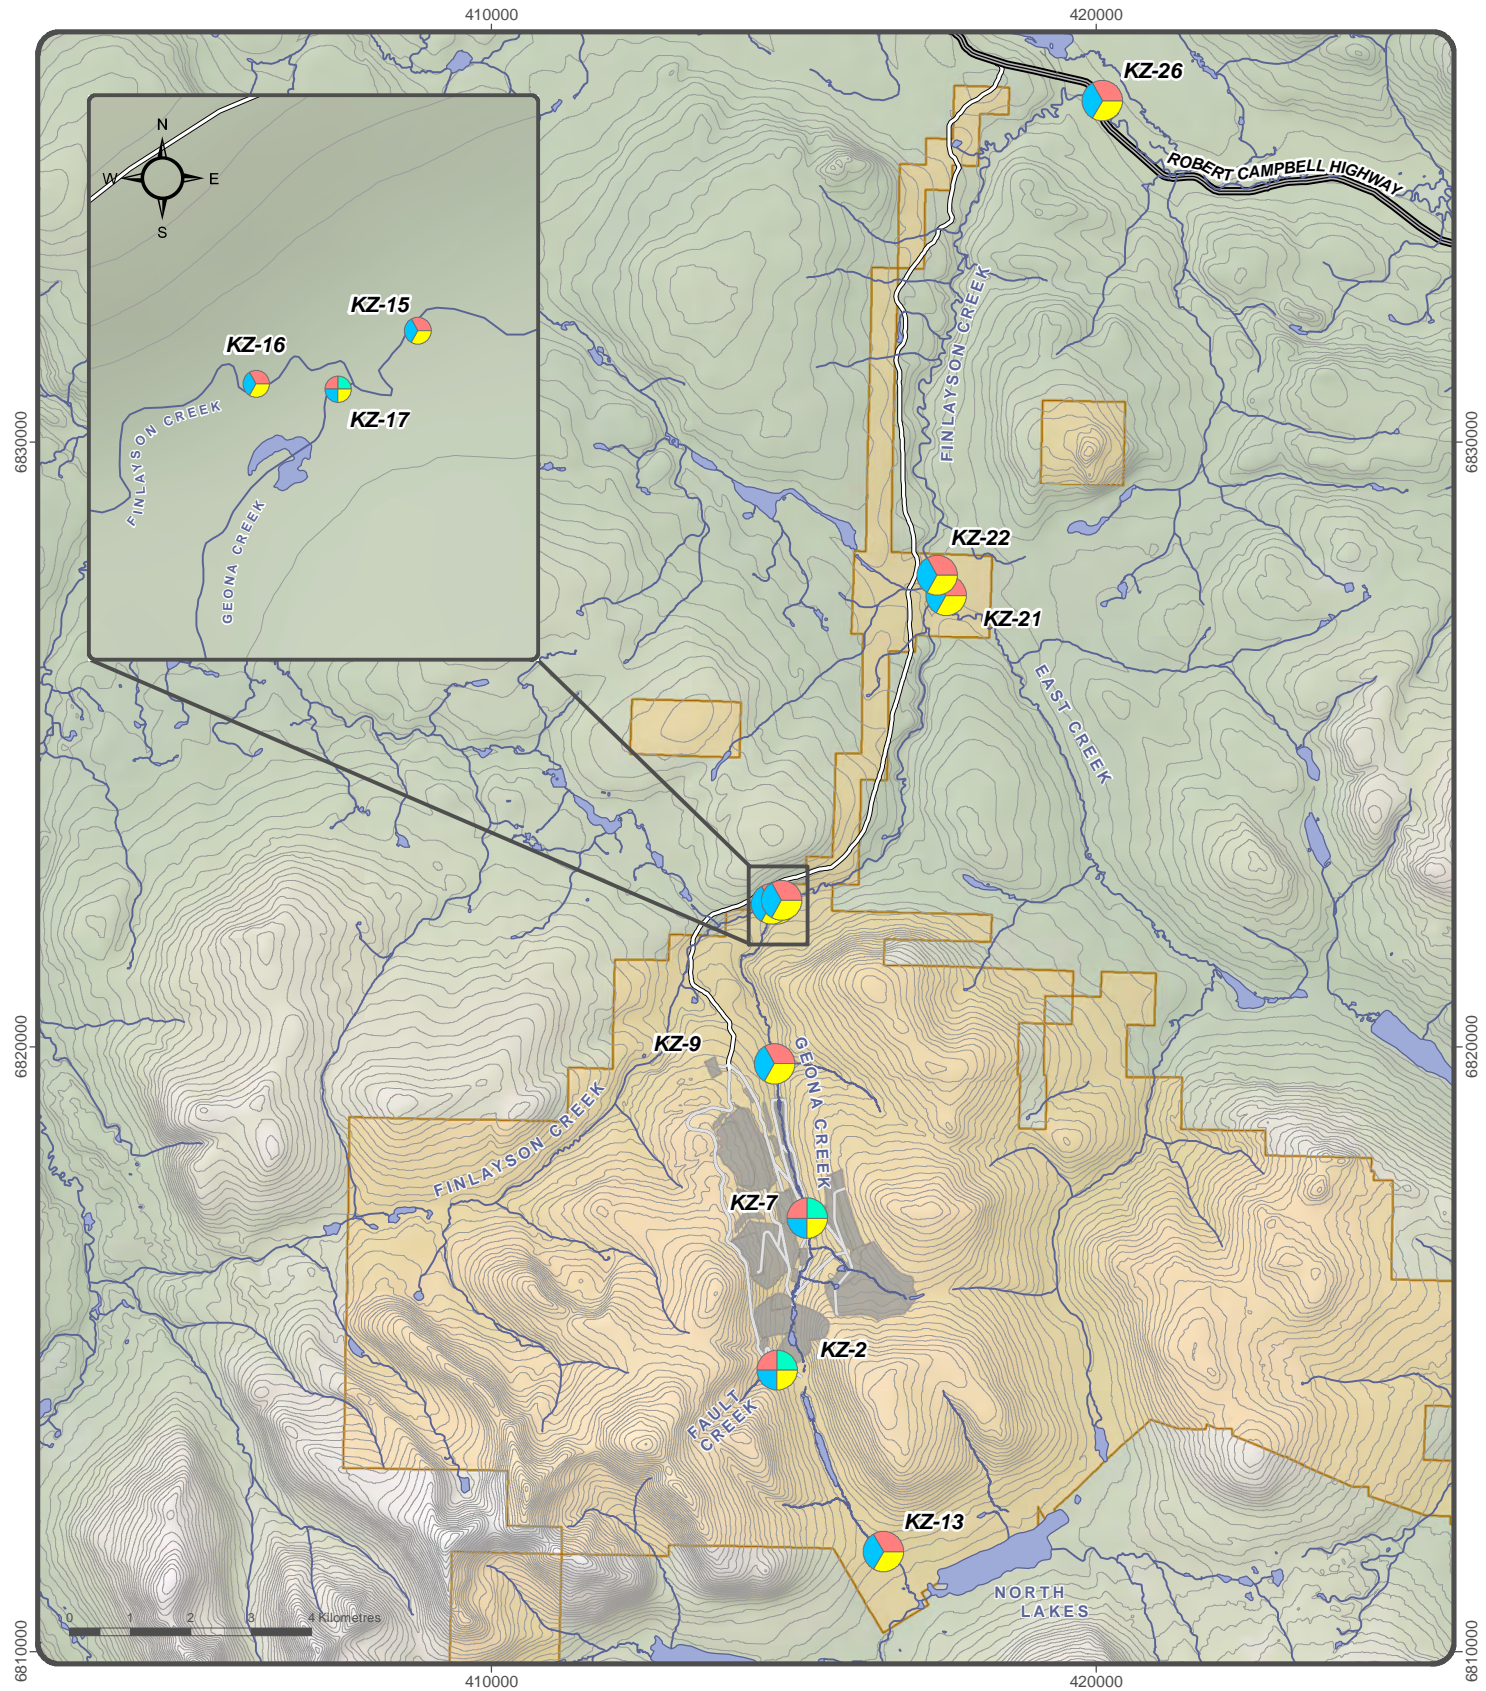 410000
420000
KZ-26
ROBERT CAMPBELL HIGHWAY
N
W
E
S
KZ-15
KZ-16
KZ-17
FINLAYSON CREEK
GEONA CREEK
FINLAYSON CREEK
6830000
6830000
KZ-22
KZ-21
EAST CREEK
KZ-9
GEONA CREEK
6820000
6820000
FINLAYSON CREEK
KZ-7
KZ-2
FAULT
CREEK
KZ-13
NORTH
LAKES
0 1 2 3 4 Kilometres
6810000
6810000
410000
420000